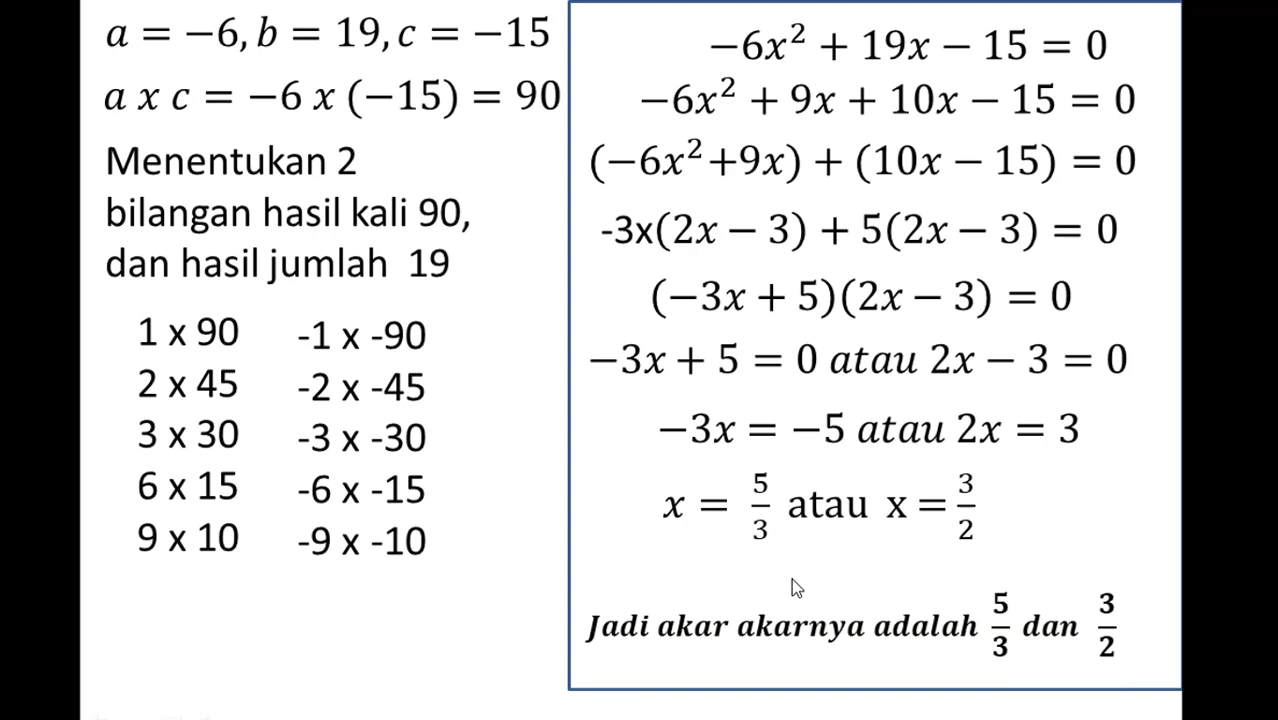 a = −6, b = 19, c = −15
a x c = −6 x (−15) = 90
Menentukan 2
bilangan hasil kali 90,
dan hasil jumlah 19
1 x 90 -1 x -90
2 x 45 -2 x -45
3 x 30 -3 x -30
6 x 15 -6 x -15
9 x 10 -9 x -10
−6x² + 19x − 15 = 0
−6x² + 9x + 10x − 15 = 0
(−6x²+9x) + (10x − 15) = 0
-3x(2x − 3) + 5(2x − 3) = 0
(−3x + 5)(2x − 3) = 0
−3x + 5 = 0 atau 2x − 3 = 0
−3x = −5 atau 2x = 3
x = 5/3 atau x = 3/2
Jadi akar akarnya adalah 5/3 dan 3/2